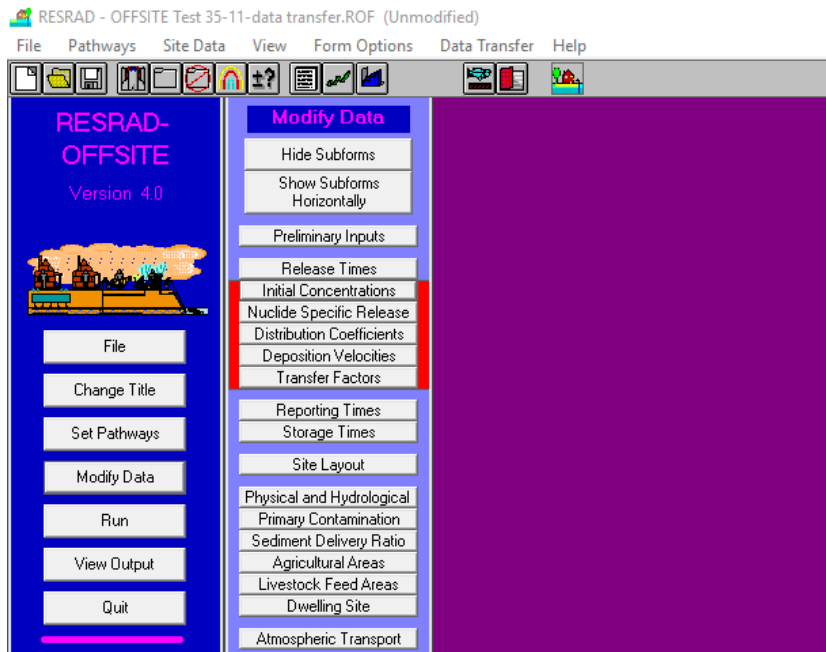 RESRAD - OFFSITE Test 35-11-data transfer.ROF (Unmodified)
File Pathways Site Data View Form Options Data Transfer Help
±?
RESRAD-
OFFSITE
Version 4.0
File
Change Title
Set Pathways
Modify Data
Run
View Output
Quit
Modify Data
Hide Subforms
Show Subforms
Horizontally
Preliminary Inputs
Release Times
Initial Concentrations
Nuclide Specific Release
Distribution Coefficients
Deposition Velocities
Transfer Factors
Reporting Times
Storage Times
Site Layout
Physical and Hydrological
Primary Contamination
Sediment Delivery Ratio
Agricultural Areas
Livestock Feed Areas
Dwelling Site
Atmospheric Transport